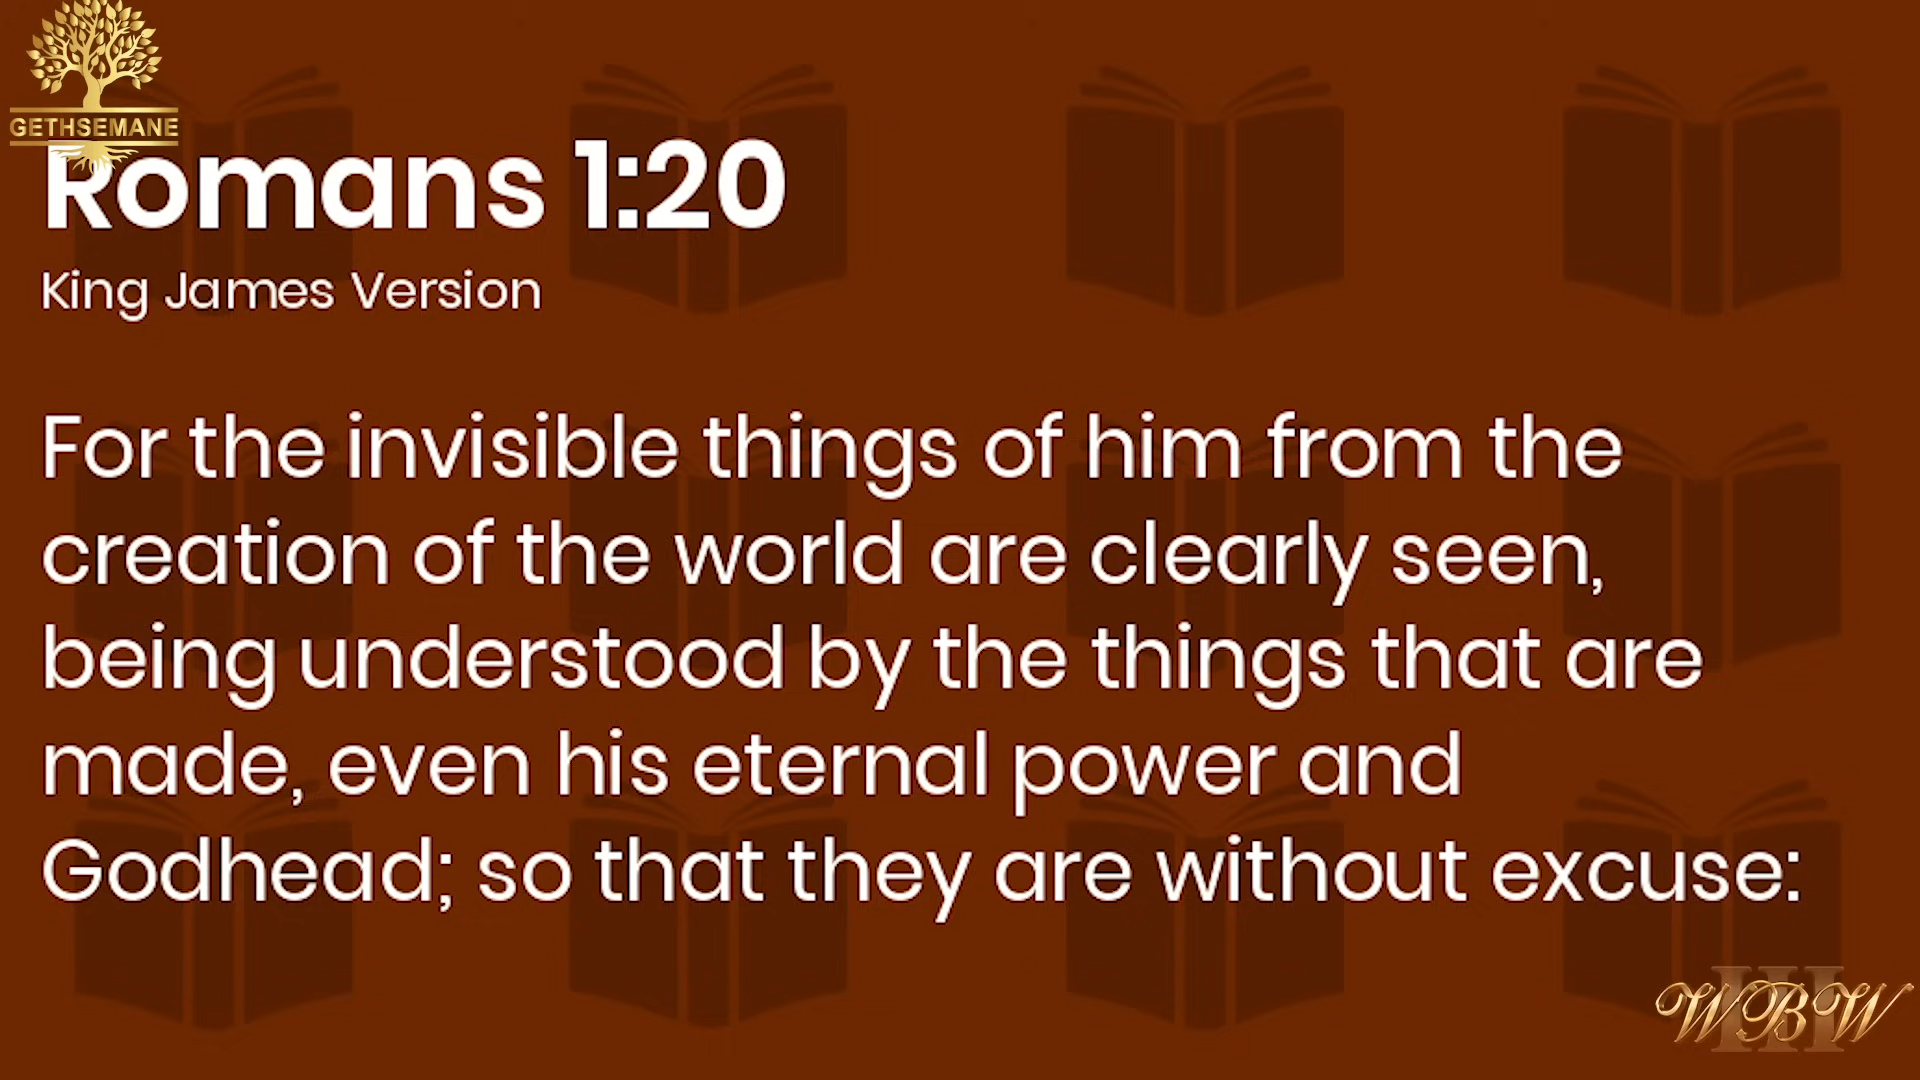 GETHSEMANE
Romans 1:20
King James Version
For the invisible things of him from the
creation of the world are clearly seen,
being understood by the things that are
made, even his eternal power and
Godhead; so that they are without excuse:
III
WBW